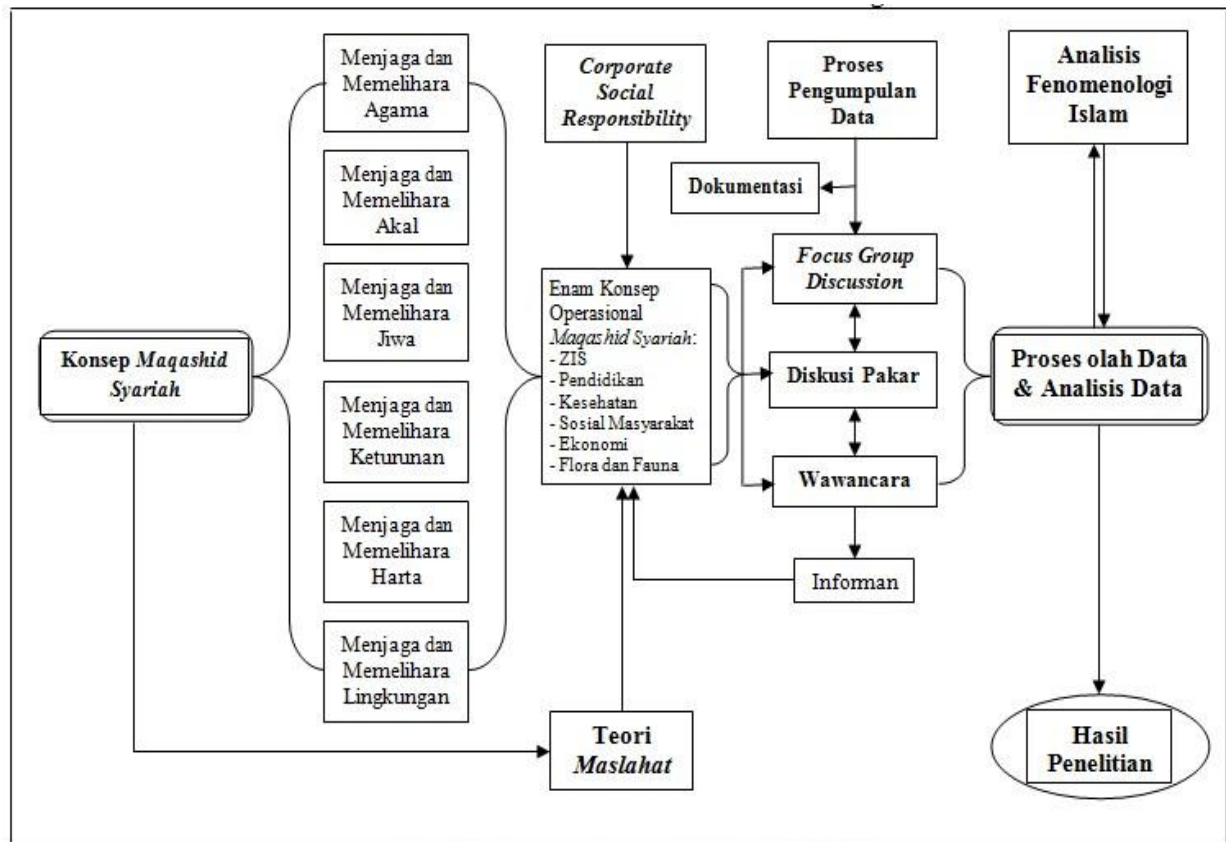 Konsep Maqashid
Syariah
Menjaga dan
Memelihara
Agama
Menjaga dan
Memelihara
Akal
Menjaga dan
Memelihara
Jiwa
Menjaga dan
Memelihara
Keturunan
Menjaga dan
Memelihara
Harta
Menjaga dan
Memelihara
Lingkungan
Corporate
Social
Responsibility
Enam Konsep
Operasional
Maqashid Syariah:
- ZIS
- Pendidikan
- Kesehatan
- Sosial Masyarakat
- Ekonomi
- Flora dan Fauna
Teori
Maslahat
Proses
Pengumpulan
Data
Dokumentasi
Focus Group
Discussion
Diskusi Pakar
Wawancara
Informan
Analisis
Fenomenologi
Islam
Proses olah Data
& Analisis Data
Hasil
Penelitian